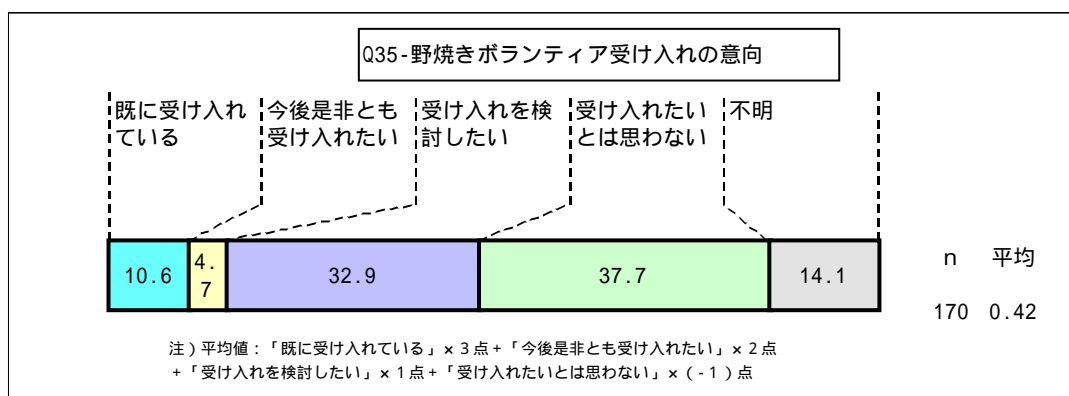 Q35-野焼きボランティア受け入れの意向
既に受け入れ
ている
今後是非とも
受け入れたい
受け入れを検
討したい
受け入れたい
とは思わない
不明
10.6
4.
7
32.9
37.7
14.1
n 平均
170 0.42
注)平均値:「既に受け入れている」×3点+「今後是非とも受け入れたい」×2点
+「受け入れを検討したい」×1点+「受け入れたいとは思わない」×(-1)点